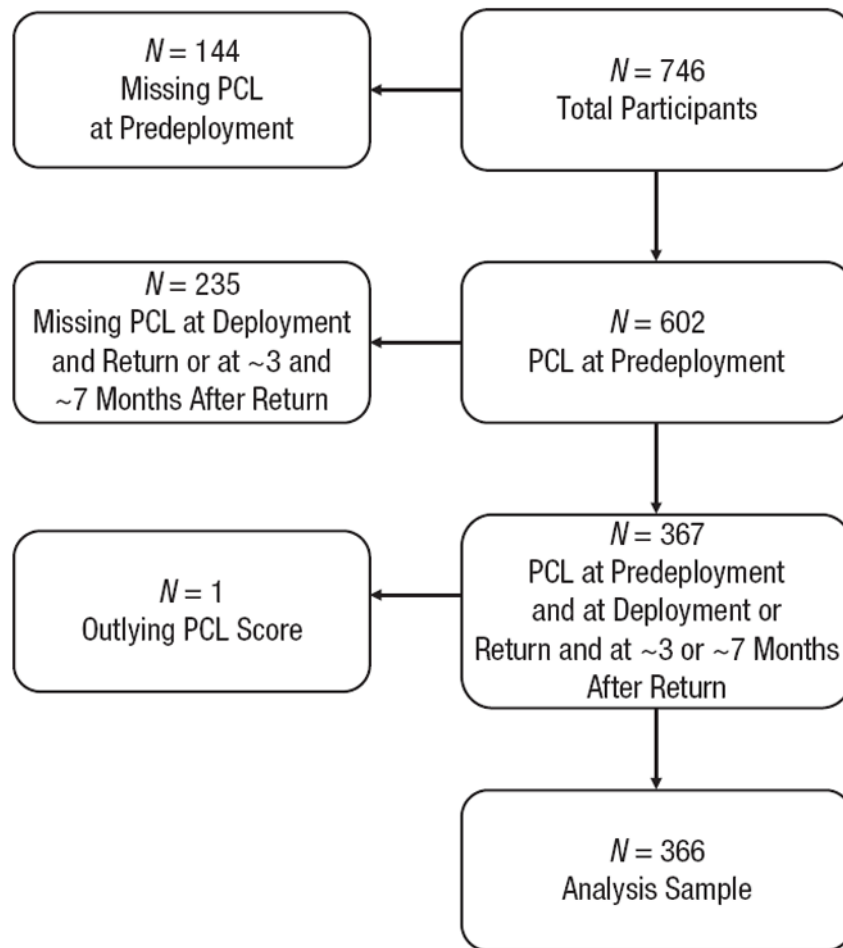 N = 144
Missing PCL
at Predeployment
N = 746
Total Participants
N = 235
Missing PCL at Deployment
and Return or at ~3 and
~7 Months After Return
N = 602
PCL at Predeployment
N = 1
Outlying PCL Score
N = 367
PCL at Predeployment
and at Deployment or
Return and at ~3 or ~7 Months
After Return
N = 366
Analysis Sample